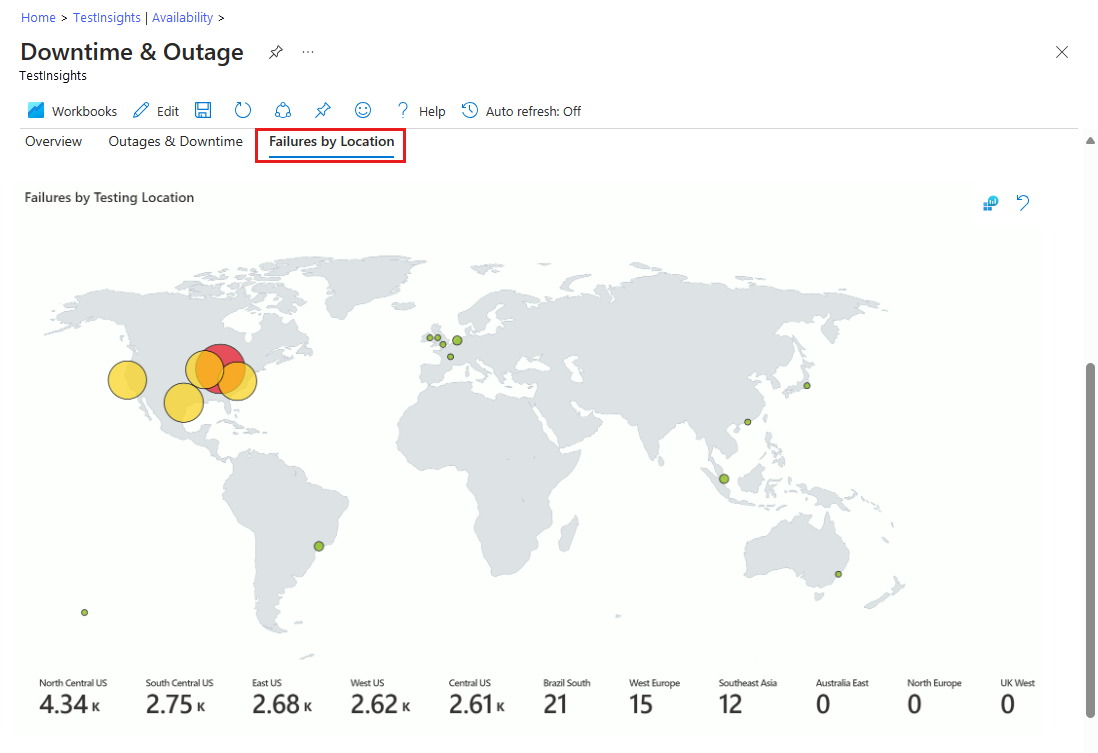 Home > TestInsights | Availability >
Downtime & Outage
TestInsights
Workbooks Edit Help Auto refresh: Off
Overview Outages & Downtime Failures by Location
Failures by Testing Location
North Central US South Central US East US West US Central US Brazil South West Europe Southeast Asia Australia East North Europe UK West
4.34 K 2.75 K 2.68 K 2.62 K 2.61 K 21 15 12 0 0 0